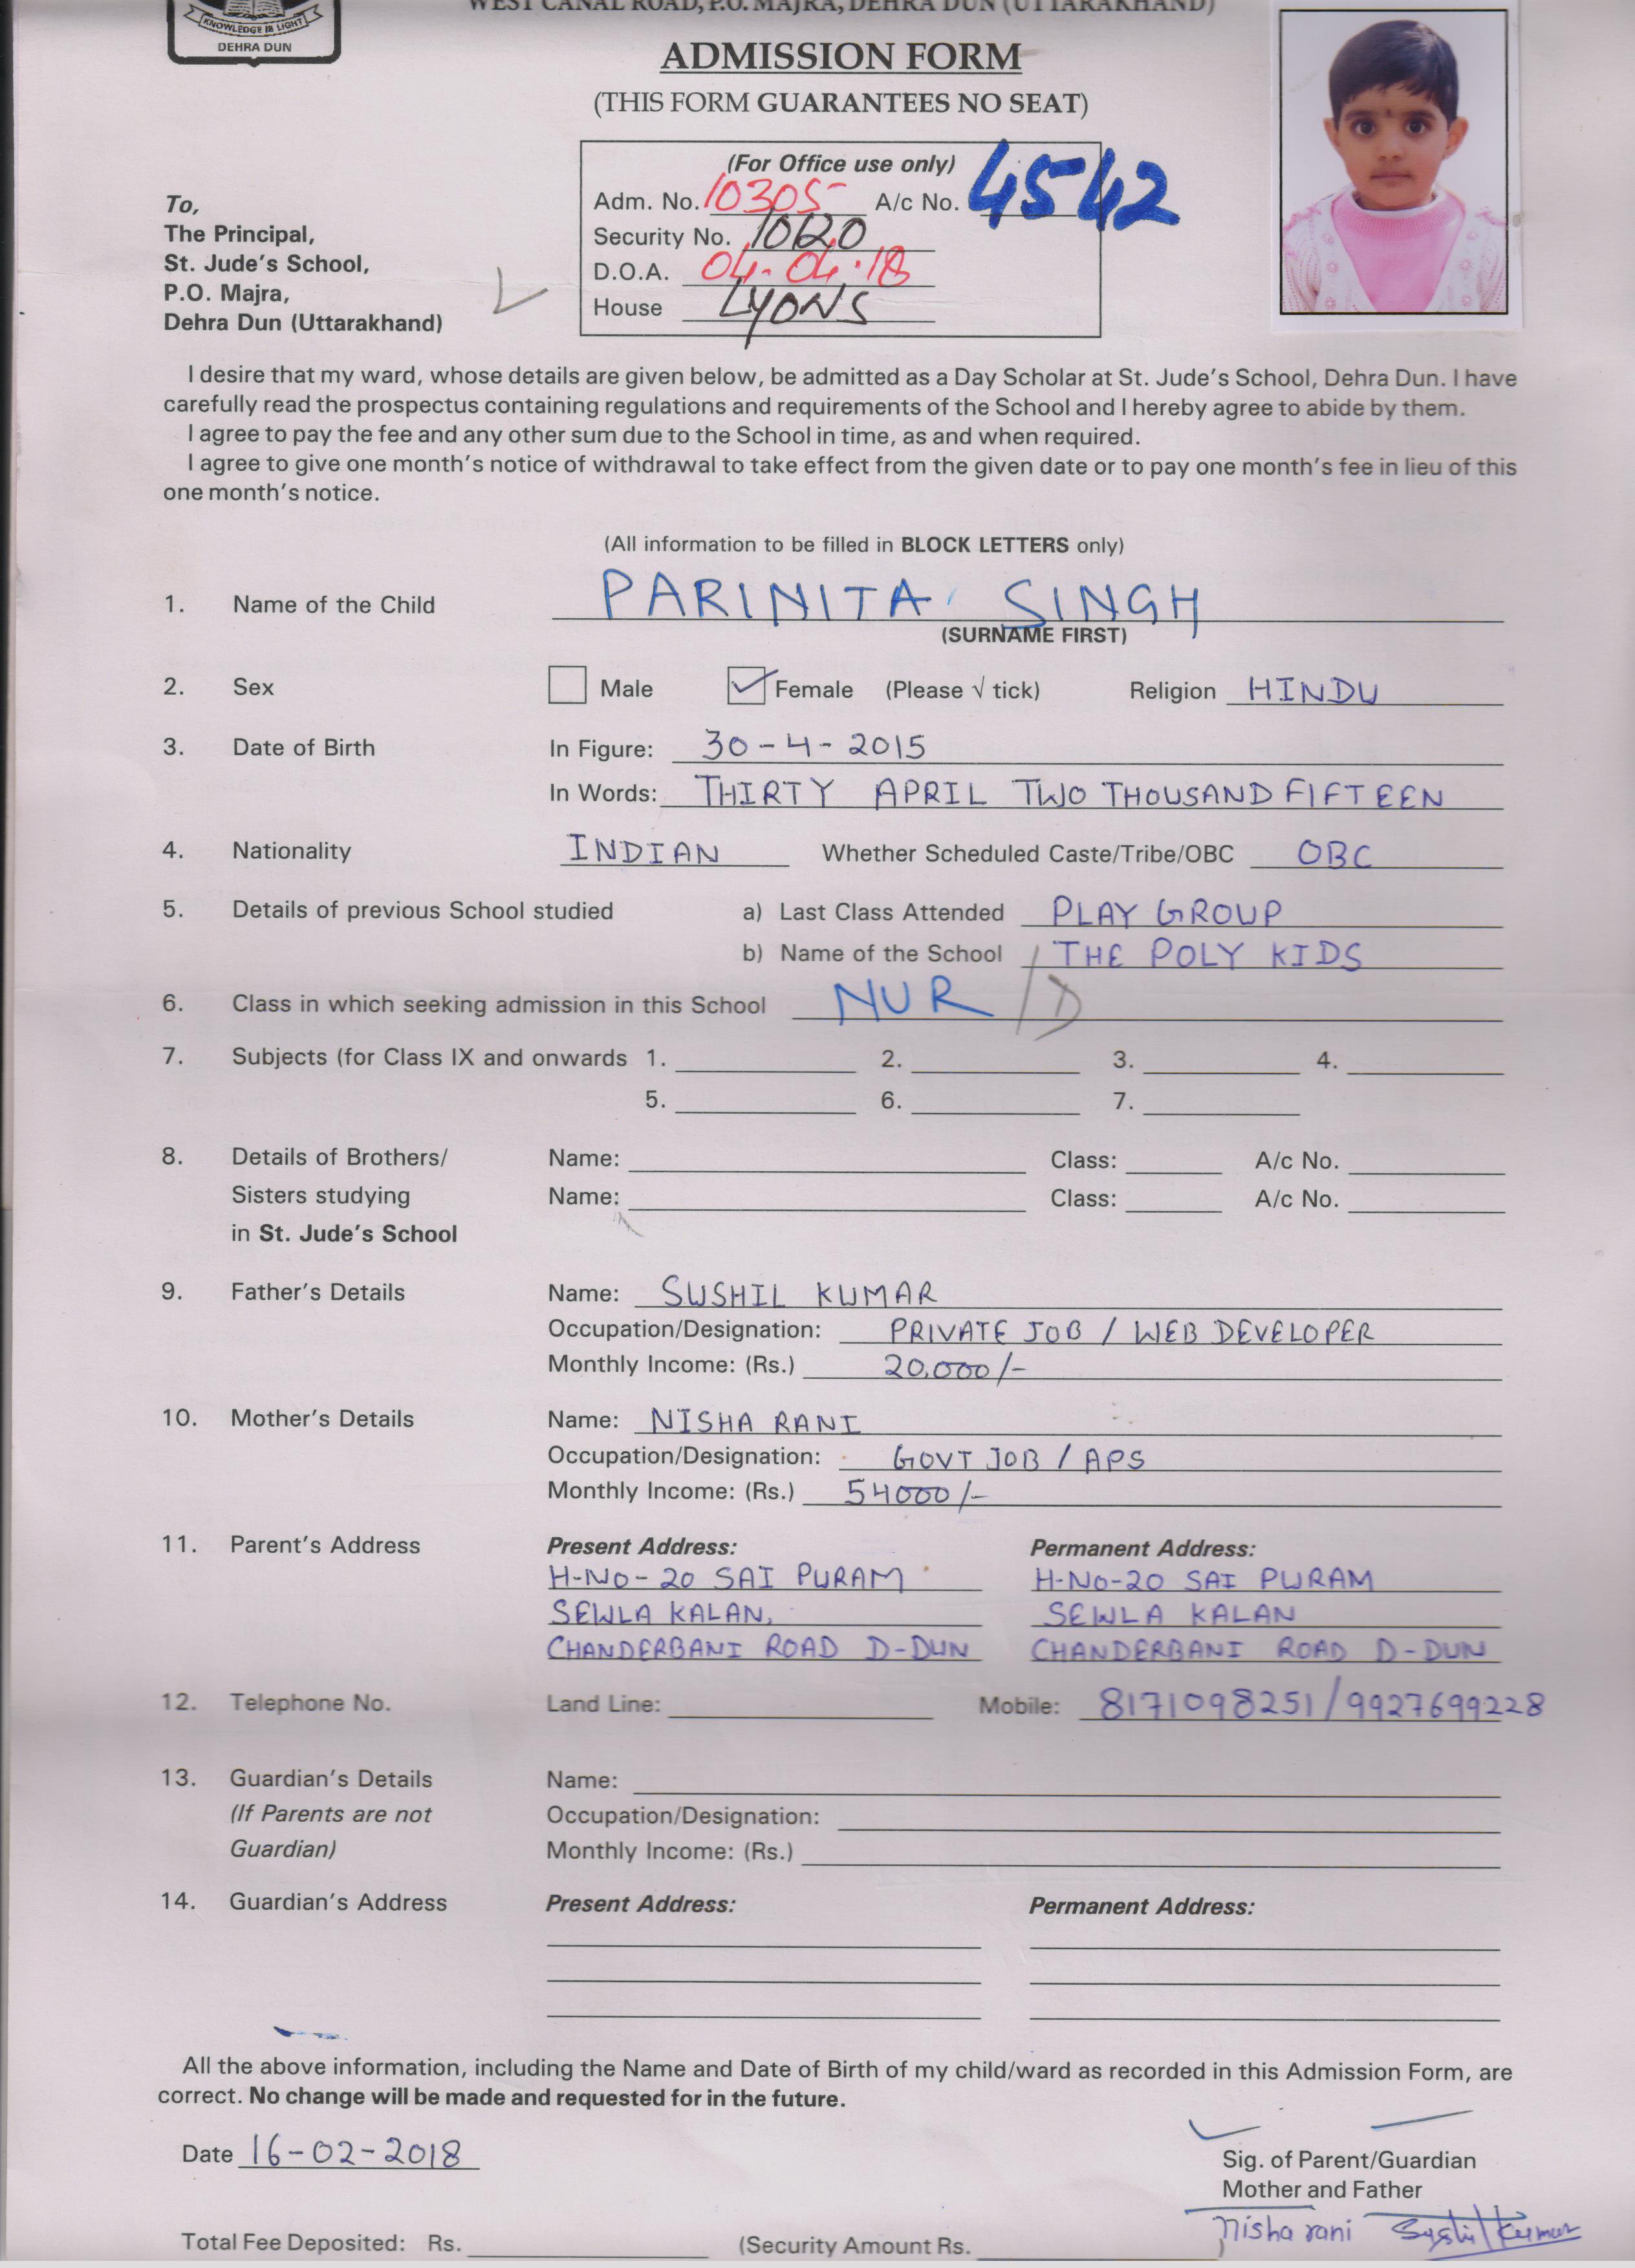 WEST CANAL ROAD, P.O. MAJRA, DEHRA DUN (UTTARAKHAND)
KNOWLEDGE IS LIGHT
DEHRA DUN
ADMISSION FORM
(THIS FORM GUARANTEES NO SEAT)
(For Office use only)
Adm. No. 10305 A/c No. 4542
Security No. 10120
D.O.A. 04.04.18
House LYONS
To,
The Principal,
St. Jude's School,
P.O. Majra,
Dehra Dun (Uttarakhand)
I desire that my ward, whose details are given below, be admitted as a Day Scholar at St. Jude's School, Dehra Dun. I have
carefully read the prospectus containing regulations and requirements of the School and I hereby agree to abide by them.
I agree to pay the fee and any other sum due to the School in time, as and when required.
I agree to give one month's notice of withdrawal to take effect from the given date or to pay one month's fee in lieu of this
one month's notice.
(All information to be filled in BLOCK LETTERS only)
1. Name of the Child PARINITA SINGH
(SURNAME FIRST)
2. Sex Male Female (Please √ tick) Religion HINDU
3. Date of Birth In Figure: 30-4-2015
In Words: THIRTY APRIL TWO THOUSAND FIFTEEN
4. Nationality INDIAN Whether Scheduled Caste/Tribe/OBC OBC
5. Details of previous School studied a) Last Class Attended PLAY GROUP
b) Name of the School THE POLY KIDS
6. Class in which seeking admission in this School NUR / D
7. Subjects (for Class IX and onwards 1. 2. 3. 4.
5. 6. 7.
8. Details of Brothers/ Name: Class: A/c No.
Sisters studying Name: Class: A/c No.
in St. Jude's School
9. Father's Details Name: SUSHIL KUMAR
Occupation/Designation: PRIVATE JOB / WEB DEVELOPER
Monthly Income: (Rs.) 20,000/-
10. Mother's Details Name: NISHA RANI
Occupation/Designation: GOVT JOB / APS
Monthly Income: (Rs.) 54000/-
11. Parent's Address Present Address: Permanent Address:
H-NO-20 SAI PURAM H-NO-20 SAI PURAM
SEWLA KALAN, SEWLA KALAN
CHANDERBANI ROAD D-DUN CHANDERBANI ROAD D-DUN
12. Telephone No. Land Line: Mobile: 8171098251/9927699228
13. Guardian's Details Name:
(If Parents are not Occupation/Designation:
Guardian) Monthly Income: (Rs.)
14. Guardian's Address Present Address: Permanent Address:
All the above information, including the Name and Date of Birth of my child/ward as recorded in this Admission Form, are
correct. No change will be made and requested for in the future.
Date 16-02-2018
Sig. of Parent/Guardian
Mother and Father
Nisha rani Sushil Kumar
Total Fee Deposited: Rs. (Security Amount Rs.